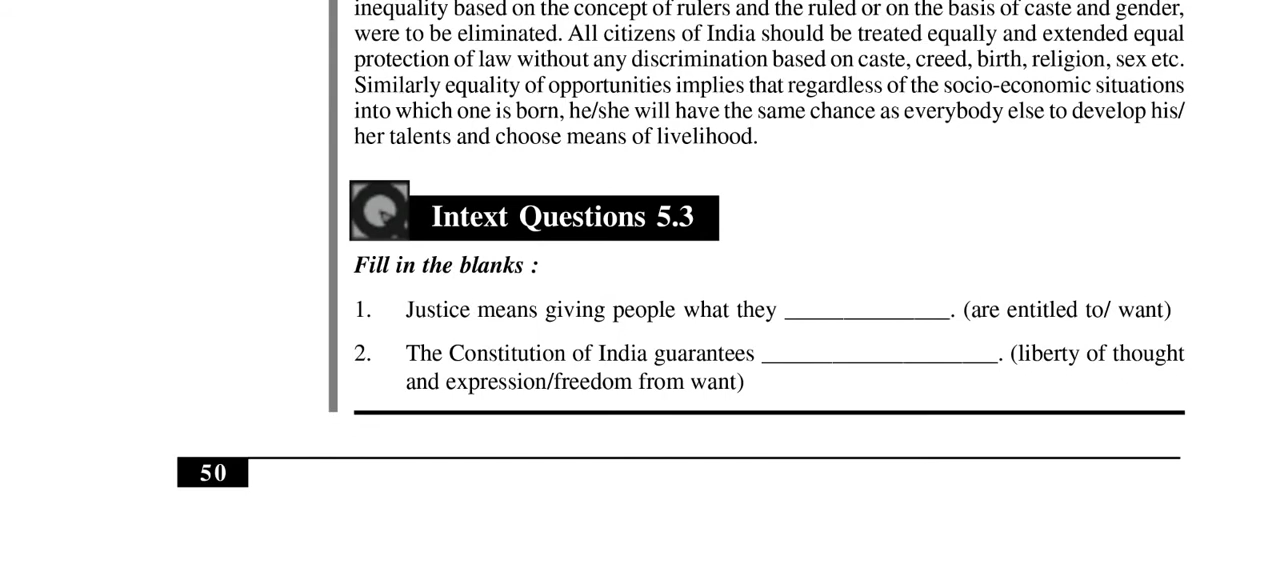 inequality based on the concept of rulers and the ruled or on the basis of caste and gender,
were to be eliminated. All citizens of India should be treated equally and extended equal
protection of law without any discrimination based on caste, creed, birth, religion, sex etc.
Similarly equality of opportunities implies that regardless of the socio-economic situations
into which one is born, he/she will have the same chance as everybody else to develop his/
her talents and choose means of livelihood.
Intext Questions 5.3
Fill in the blanks :
1. Justice means giving people what they ______________. (are entitled to/ want)
2. The Constitution of India guarantees ____________________. (liberty of thought
and expression/freedom from want)
50